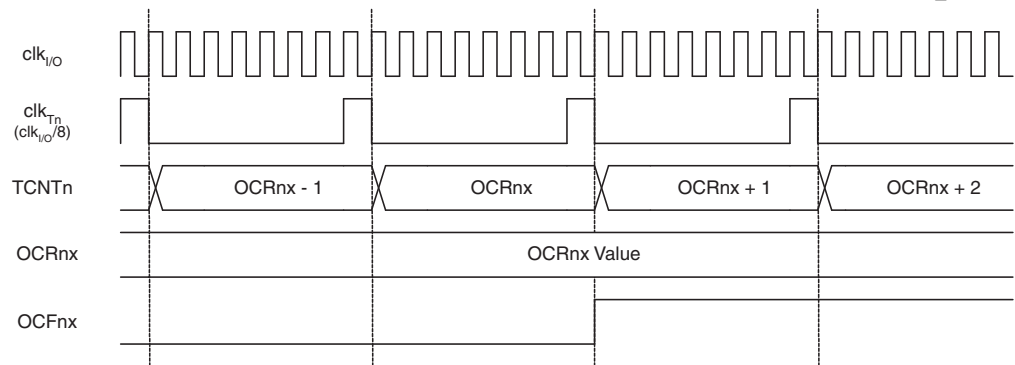 clkI/O
clkTn
(clkI/O/8)
TCNTn OCRnx - 1 OCRnx OCRnx + 1 OCRnx + 2
OCRnx OCRnx Value
OCFnx